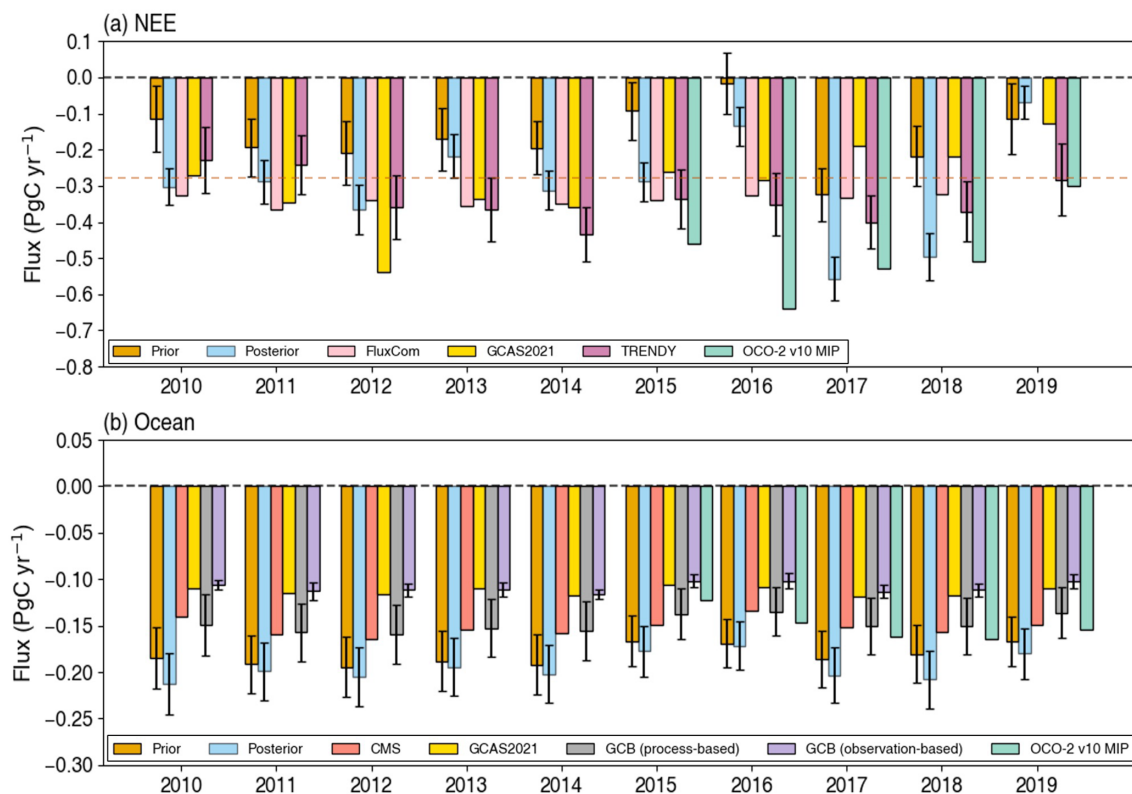 (a) NEE
0.1
0.0
−0.1
−0.2
−0.3
−0.4
−0.5
−0.6
−0.7
−0.8
Flux (PgC yr⁻¹)
Prior Posterior FluxCom GCAS2021 TRENDY OCO-2 v10 MIP
2010 2011 2012 2013 2014 2015 2016 2017 2018 2019
(b) Ocean
0.05
0.00
−0.05
−0.10
−0.15
−0.20
−0.25
−0.30
Flux (PgC yr⁻¹)
Prior Posterior CMS GCAS2021 GCB (process-based) GCB (observation-based) OCO-2 v10 MIP
2010 2011 2012 2013 2014 2015 2016 2017 2018 2019